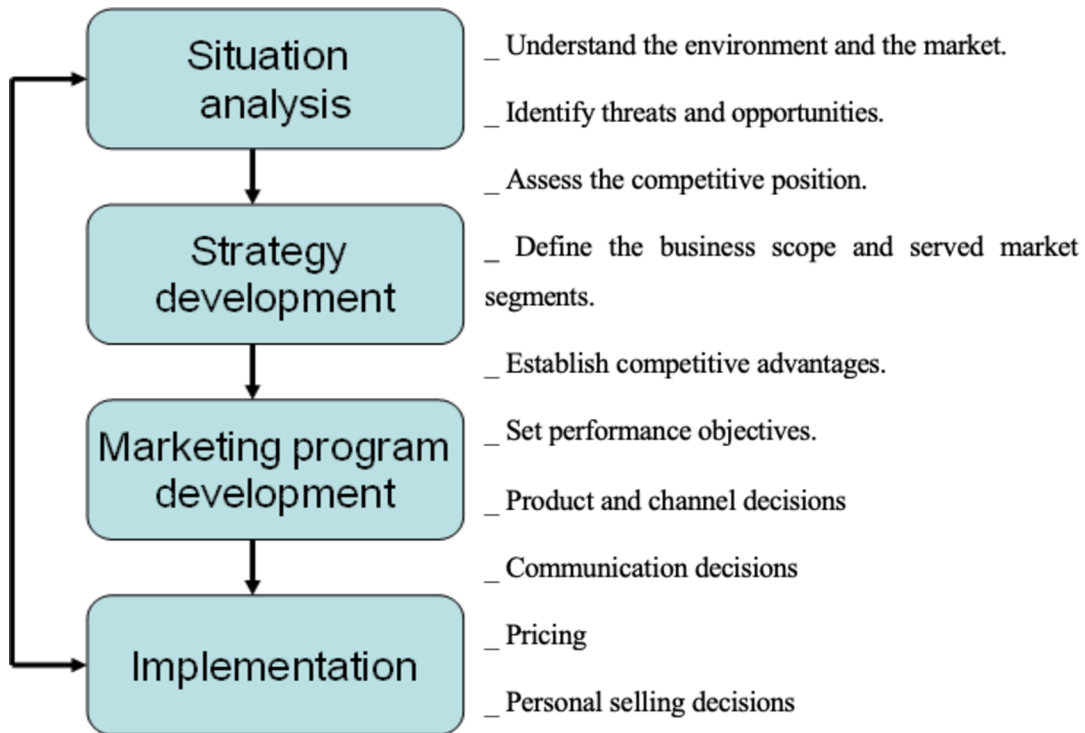 Situation
analysis
Strategy
development
Marketing program
development
Implementation
_ Understand the environment and the market.
_ Identify threats and opportunities.
_ Assess the competitive position.
_ Define the business scope and served market
segments.
_ Establish competitive advantages.
_ Set performance objectives.
_ Product and channel decisions
_ Communication decisions
_ Pricing
_ Personal selling decisions